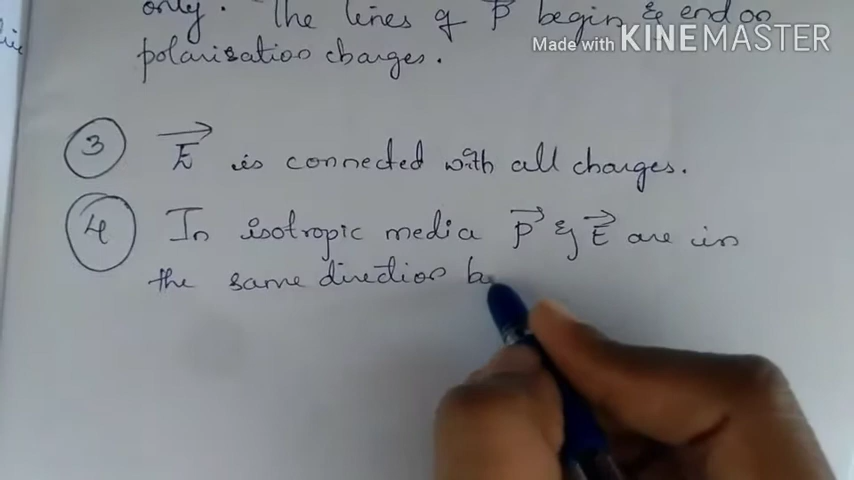 only. The lines of P begin & end on
polarisation charges.
Made with KINEMASTER
3 E is connected with all charges.
4 In isotropic media P & E are in
the same direction b